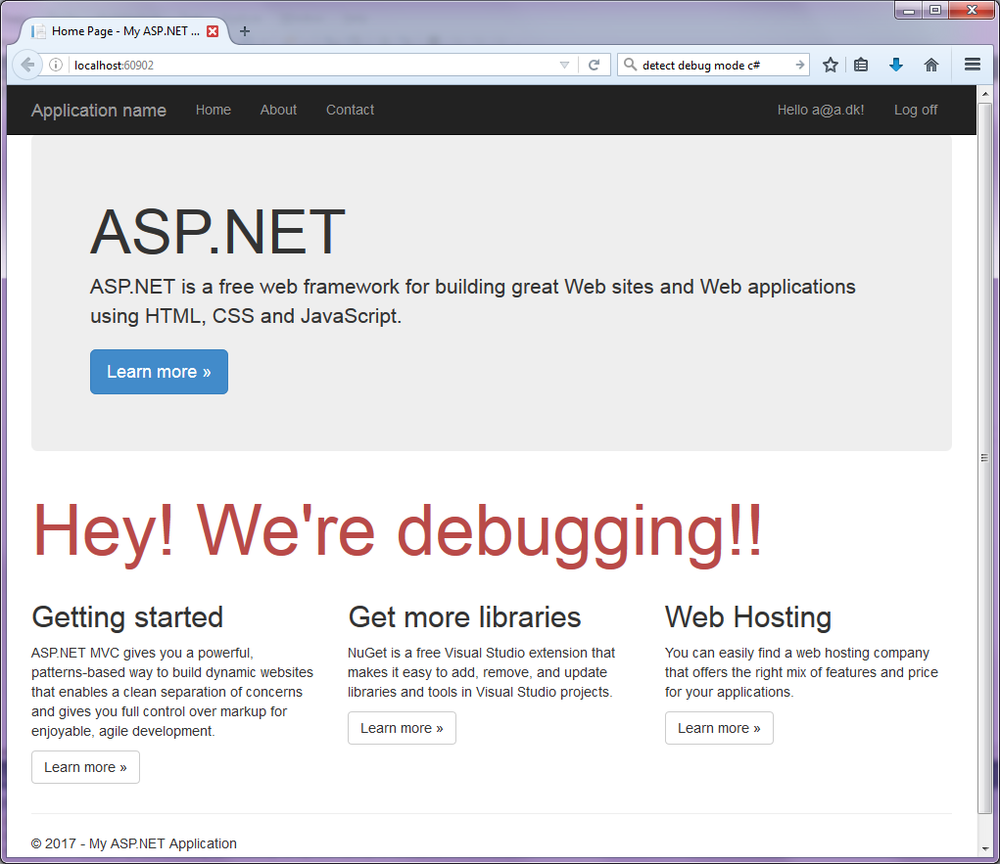 Home Page - My ASP.NET ...
localhost:60902
detect debug mode c#
Application name Home About Contact Hello a@a.dk! Log off
ASP.NET
ASP.NET is a free web framework for building great Web sites and Web applications
using HTML, CSS and JavaScript.
Learn more »
Hey! We're debugging!!
Getting started
ASP.NET MVC gives you a powerful,
patterns-based way to build dynamic websites
that enables a clean separation of concerns
and gives you full control over markup for
enjoyable, agile development.
Learn more »
Get more libraries
NuGet is a free Visual Studio extension that
makes it easy to add, remove, and update
libraries and tools in Visual Studio projects.
Learn more »
Web Hosting
You can easily find a web hosting company
that offers the right mix of features and price
for your applications.
Learn more »
© 2017 - My ASP.NET Application